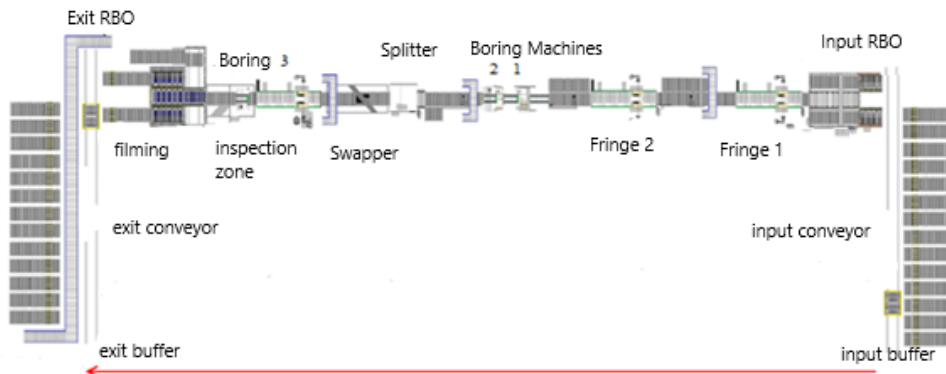 Exit RBO
Boring 3
Splitter
Boring Machines
2 1
Input RBO
filming
inspection
zone
Swapper
Fringe 2
Fringe 1
exit conveyor
input conveyor
exit buffer
input buffer